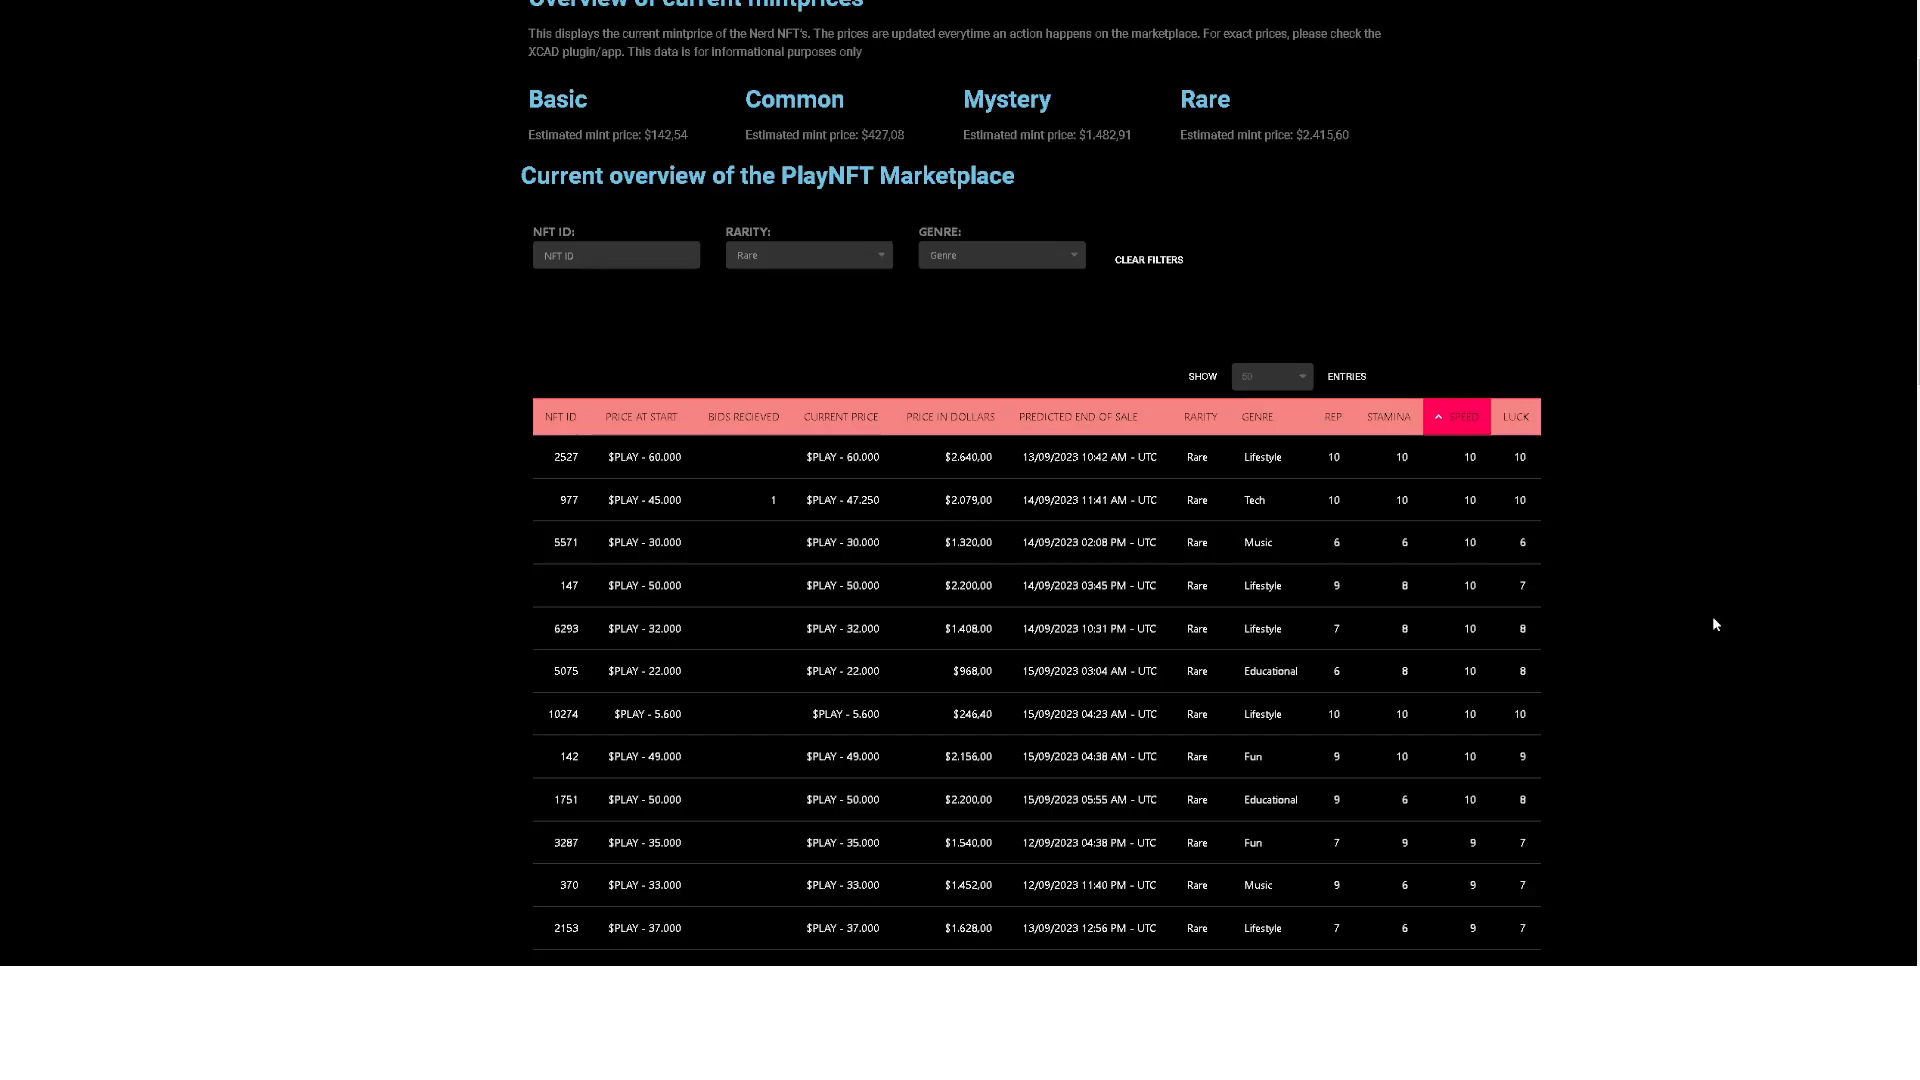 Overview of current mintprices
This displays the current mintprice of the Nerd NFT's. The prices are updated everytime an action happens on the marketplace. For exact prices, please check the
XCAD plugin/app. This data is for informational purposes only
Basic Common Mystery Rare
Estimated mint price: $142,54 Estimated mint price: $427,08 Estimated mint price: $1.482,91 Estimated mint price: $2.415,60
Current overview of the PlayNFT Marketplace
NFT ID: RARITY: GENRE:
NFT ID Rare Genre CLEAR FILTERS
SHOW 50 ENTRIES
NFT ID PRICE AT START BIDS RECIEVED CURRENT PRICE PRICE IN DOLLARS PREDICTED END OF SALE RARITY GENRE REP STAMINA SPEED LUCK
2527 $PLAY - 60.000 $PLAY - 60.000 $2.640,00 13/09/2023 10:42 AM - UTC Rare Lifestyle 10 10 10 10
977 $PLAY - 45.000 1 $PLAY - 47.250 $2.079,00 14/09/2023 11:41 AM - UTC Rare Tech 10 10 10 10
5571 $PLAY - 30.000 $PLAY - 30.000 $1.320,00 14/09/2023 02:08 PM - UTC Rare Music 6 6 10 6
147 $PLAY - 50.000 $PLAY - 50.000 $2.200,00 14/09/2023 03:45 PM - UTC Rare Lifestyle 9 8 10 7
6293 $PLAY - 32.000 $PLAY - 32.000 $1.408,00 14/09/2023 10:31 PM - UTC Rare Lifestyle 7 8 10 8
5075 $PLAY - 22.000 $PLAY - 22.000 $968,00 15/09/2023 03:04 AM - UTC Rare Educational 6 8 10 8
10274 $PLAY - 5.600 $PLAY - 5.600 $246,40 15/09/2023 04:23 AM - UTC Rare Lifestyle 10 10 10 10
142 $PLAY - 49.000 $PLAY - 49.000 $2.156,00 15/09/2023 04:38 AM - UTC Rare Fun 9 10 10 9
1751 $PLAY - 50.000 $PLAY - 50.000 $2.200,00 15/09/2023 05:55 AM - UTC Rare Educational 9 6 10 8
3287 $PLAY - 35.000 $PLAY - 35.000 $1.540,00 12/09/2023 04:38 PM - UTC Rare Fun 7 9 9 7
370 $PLAY - 33.000 $PLAY - 33.000 $1.452,00 12/09/2023 11:40 PM - UTC Rare Music 9 6 9 7
2153 $PLAY - 37.000 $PLAY - 37.000 $1.628,00 13/09/2023 12:56 PM - UTC Rare Lifestyle 7 6 9 7